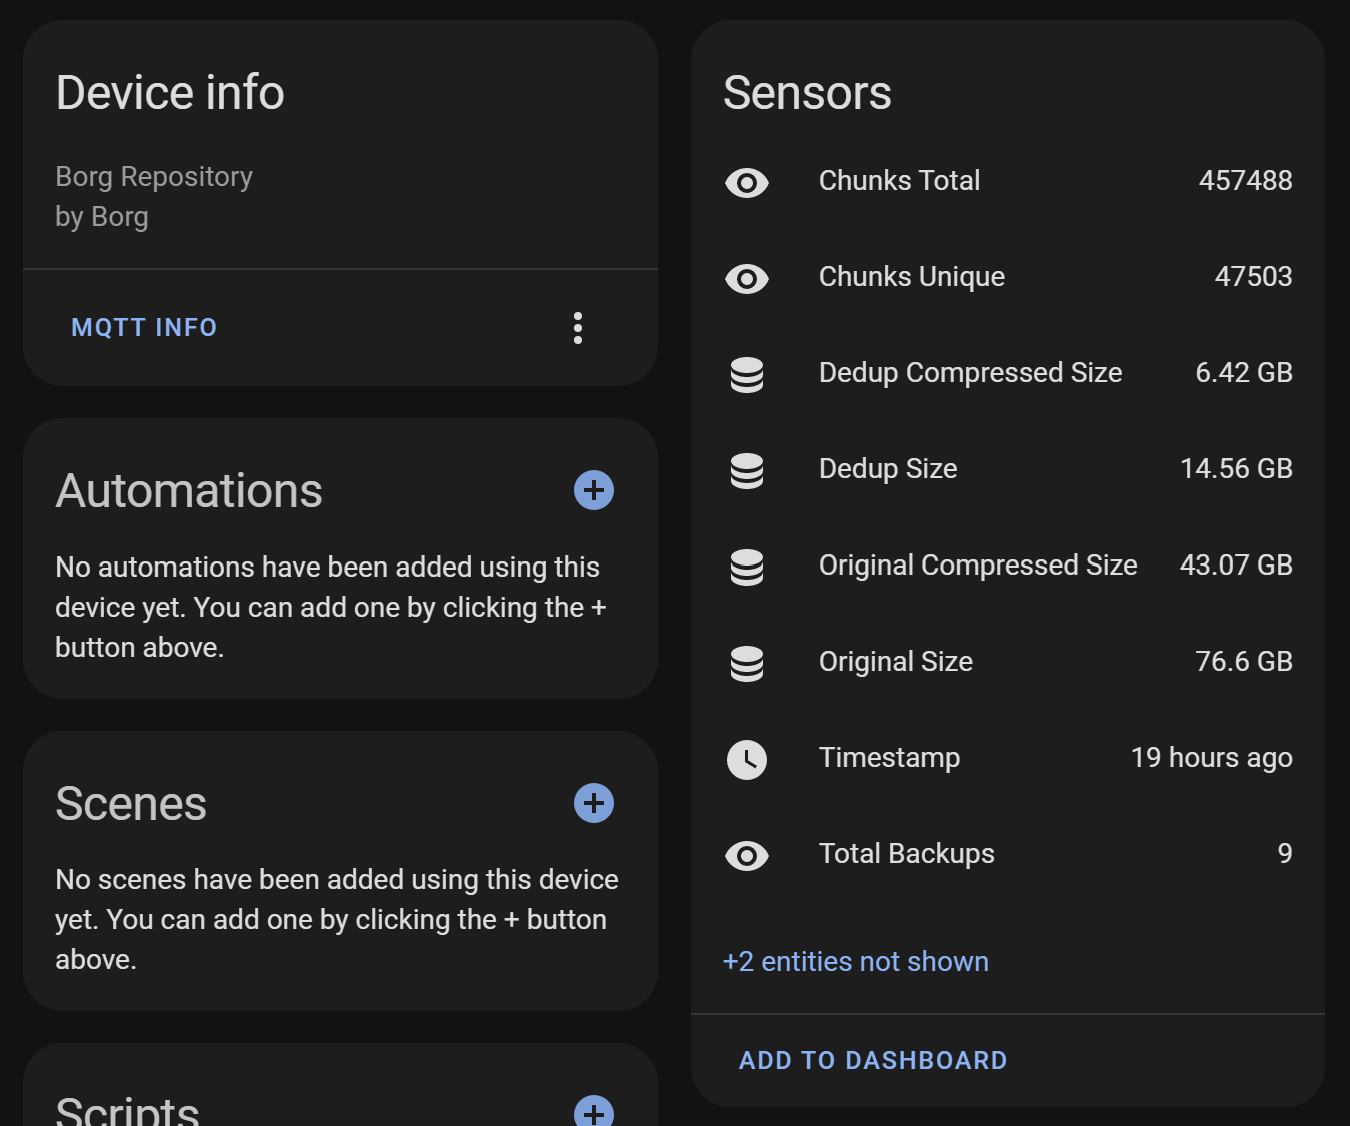 Device info
Borg Repository
by Borg
MQTT INFO
Automations
No automations have been added using this
device yet. You can add one by clicking the +
button above.
Scenes
No scenes have been added using this device
yet. You can add one by clicking the + button
above.
Scripts
Sensors
Chunks Total 457488
Chunks Unique 47503
Dedup Compressed Size 6.42 GB
Dedup Size 14.56 GB
Original Compressed Size 43.07 GB
Original Size 76.6 GB
Timestamp 19 hours ago
Total Backups 9
+2 entities not shown
ADD TO DASHBOARD